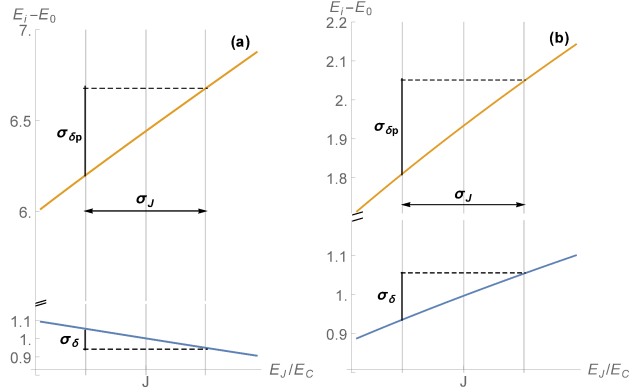 E_i−E_0
7.
(a)
6.5
σ_δp
σ_J
6.
1.1
1.
0.9
σ_δ
E_J/E_C
J
E_i−E_0
2.2
(b)
2.1
2.
σ_δp
1.9
1.8
σ_J
1.1
1.
0.9
σ_δ
E_J/E_C
J